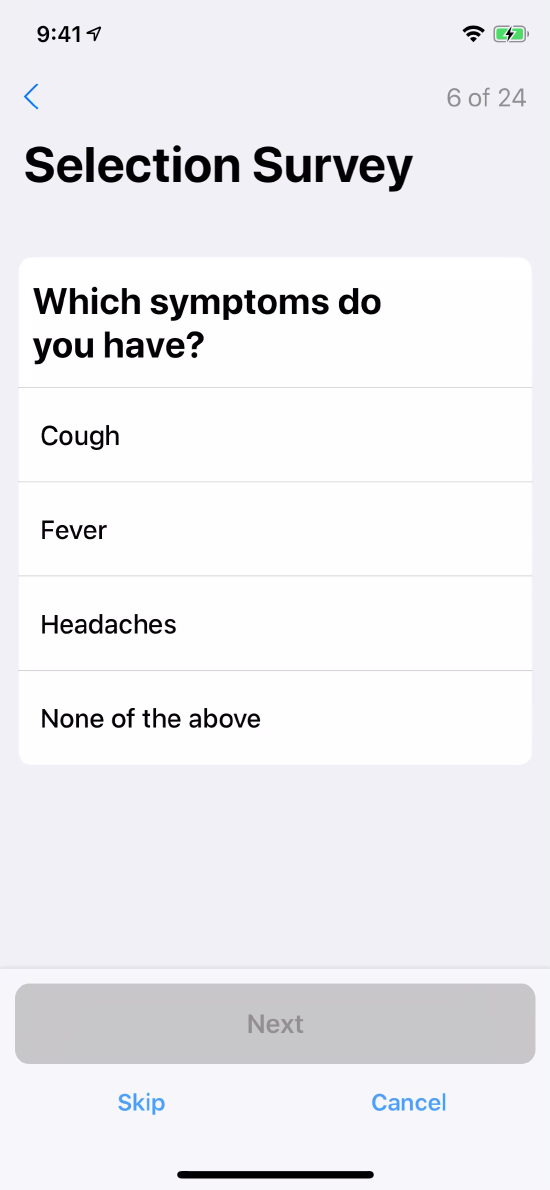 9:41
6 of 24
Selection Survey
Which symptoms do
you have?
Cough
Fever
Headaches
None of the above
Next
Skip Cancel